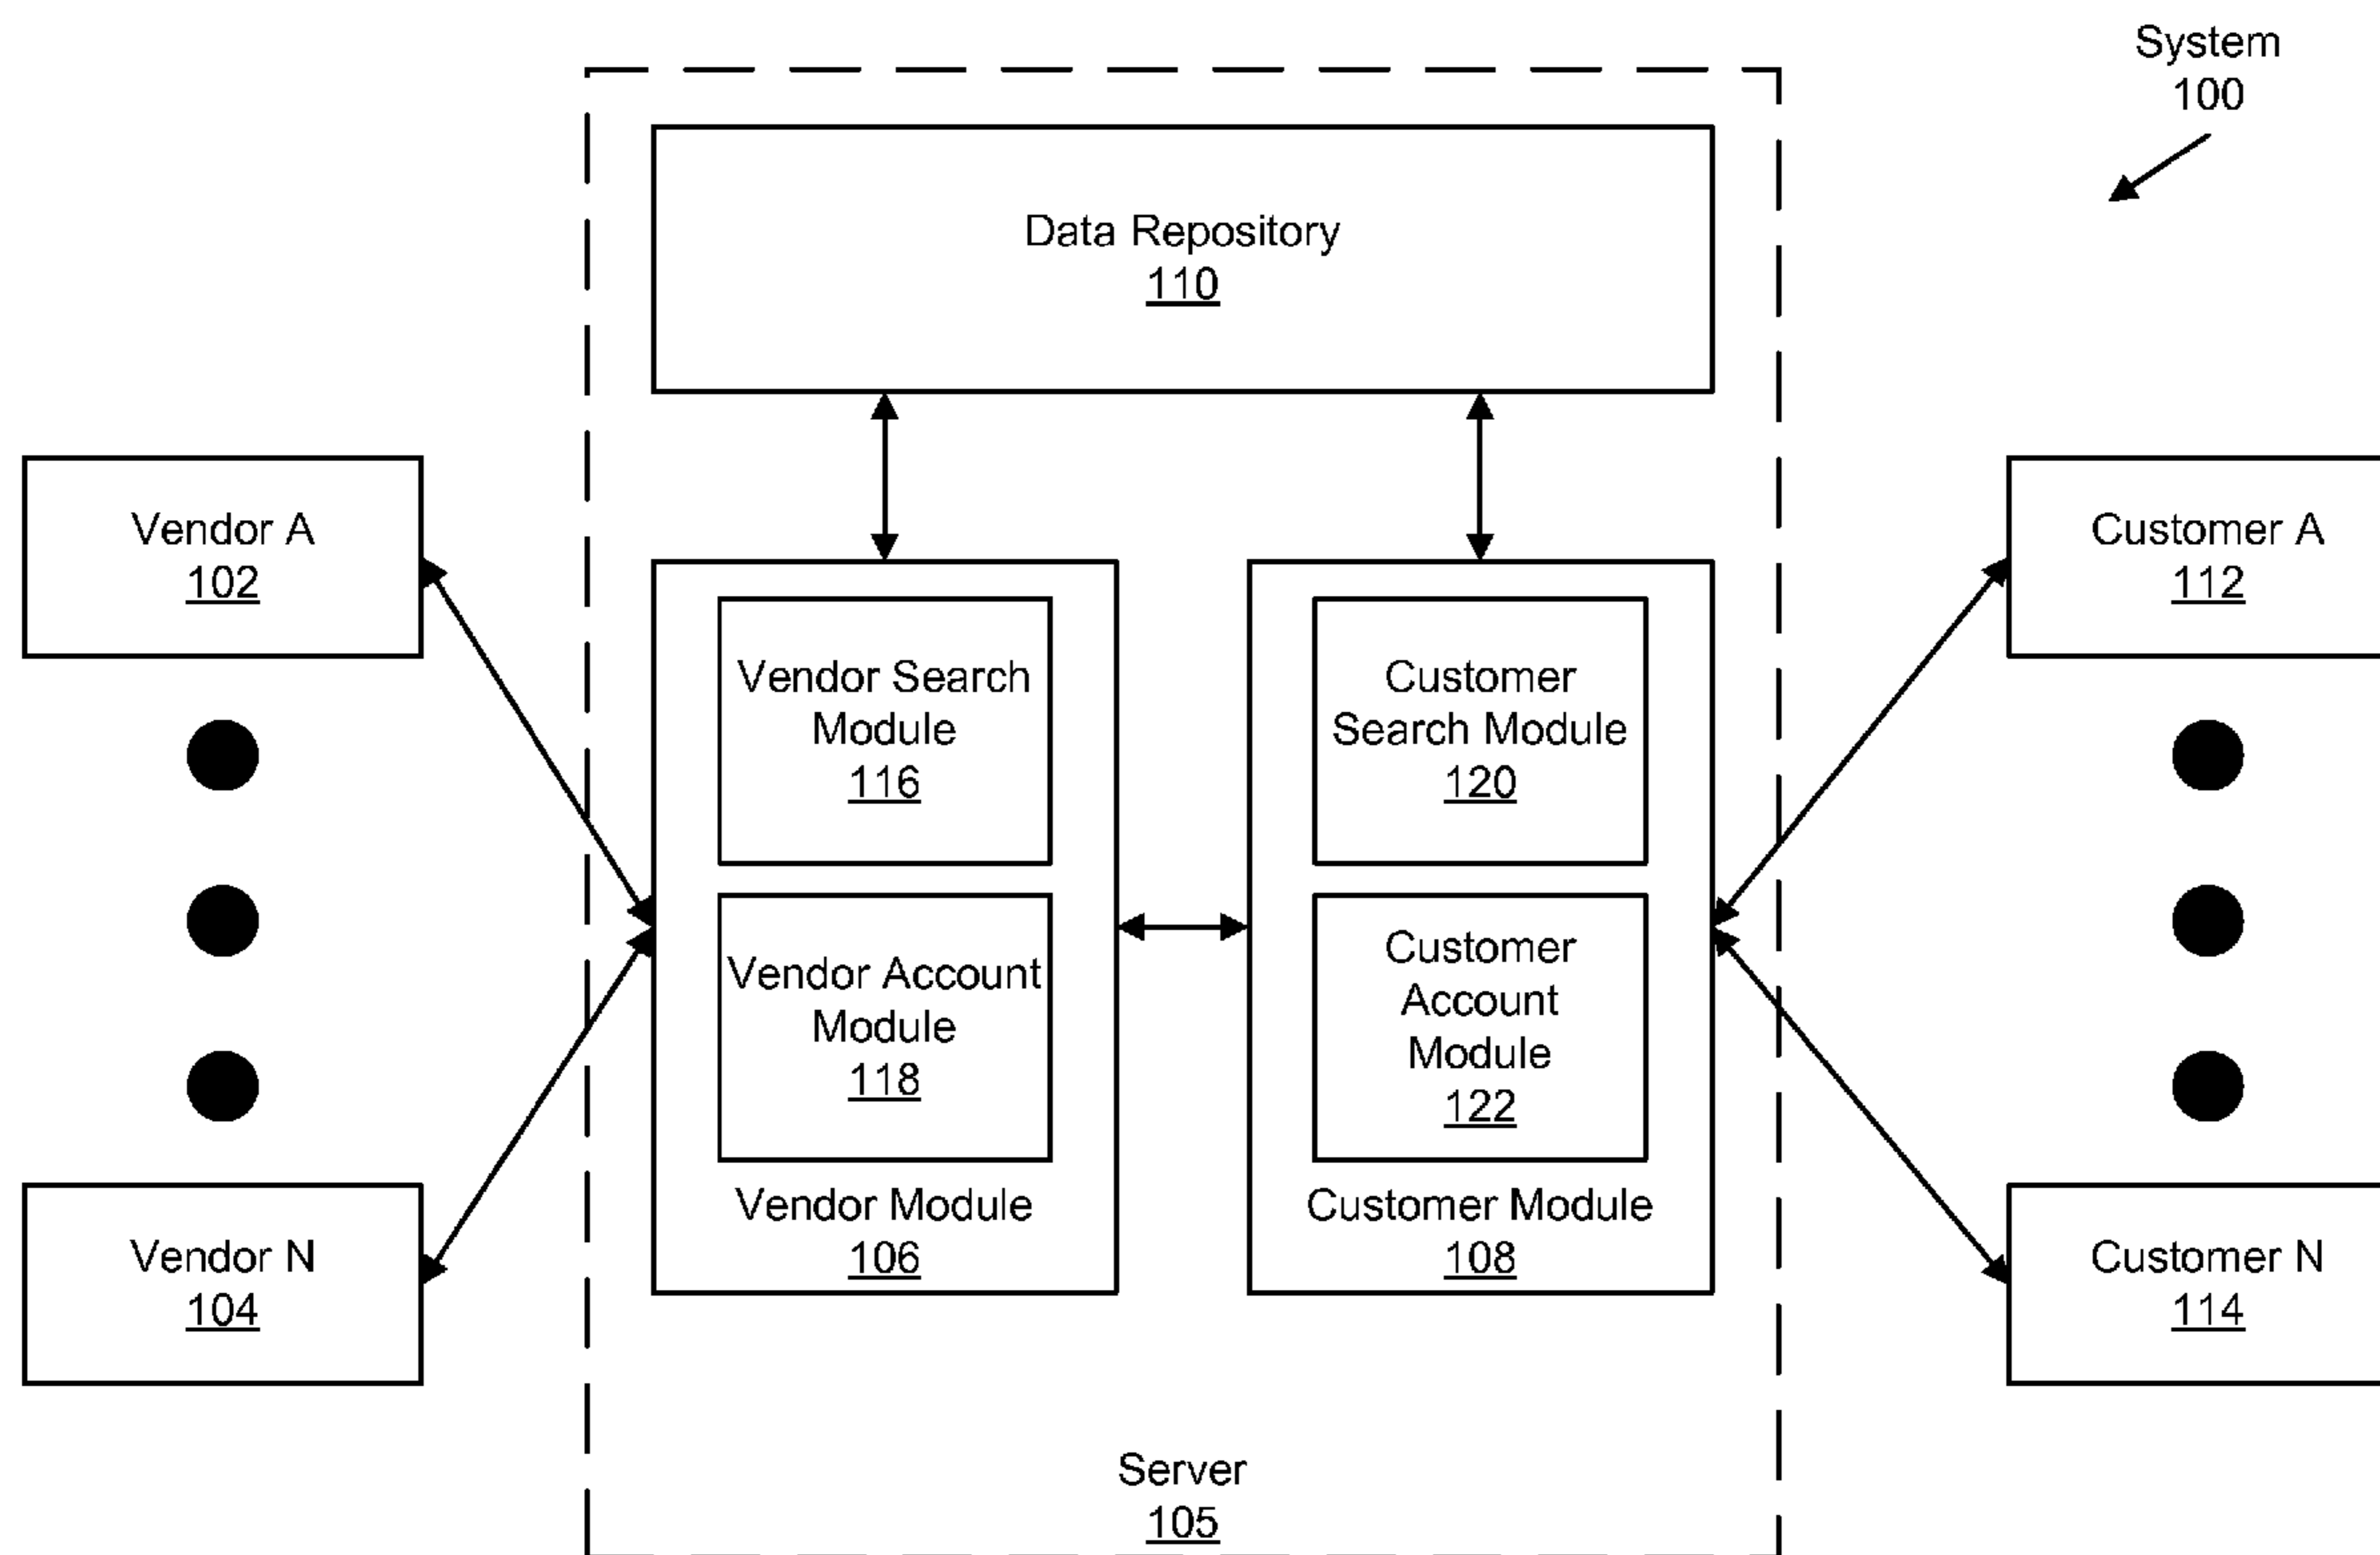 System
100
Data Repository
110
Vendor A
102
Customer A
112
Vendor Search
Module
116
Customer
Search Module
120
Vendor Account
Module
118
Customer
Account
Module
122
Vendor Module
106
Customer Module
108
Vendor N
104
Customer N
114
Server
105